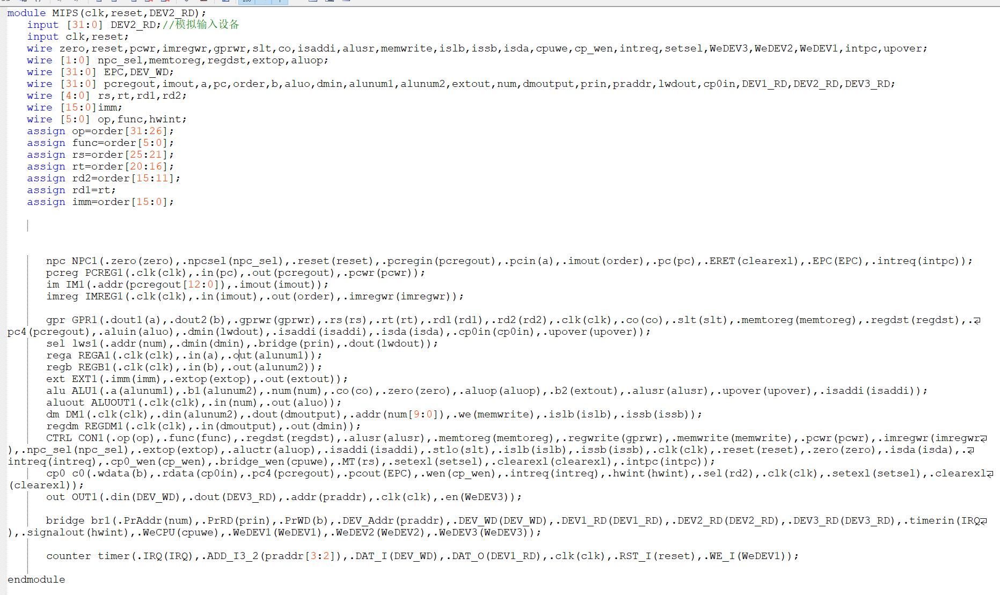 module MIPS(clk,reset,DEV2_RD);
input [31:0] DEV2_RD;//模拟输入设备
input clk,reset;
wire zero,reset,pcwr,imregwr,gprwr,slt,co,isaddi,alusr,memwrite,islb,issb,isda,cpuwe,cp_wen,intreq,setsel,WeDEV3,WeDEV2,WeDEV1,intpc,upover;
wire [1:0] npc_sel,memtoreg,regdst,extop,aluop;
wire [31:0] EPC,DEV_WD;
wire [31:0] pcregout,imout,a,pc,order,b,aluo,dmin,alunum1,alunum2,extout,num,dmoutput,prin,praddr,lwdout,cp0in,DEV1_RD,DEV2_RD,DEV3_RD;
wire [4:0] rs,rt,rd1,rd2;
wire [15:0]imm;
wire [5:0] op,func,hwint;
assign op=order[31:26];
assign func=order[5:0];
assign rs=order[25:21];
assign rt=order[20:16];
assign rd2=order[15:11];
assign rd1=rt;
assign imm=order[15:0];
npc NPC1(.zero(zero),.npcsel(npc_sel),.reset(reset),.pcregin(pcregout),.pcin(a),.imout(order),.pc(pc),.ERET(clearexl),.EPC(EPC),.intreq(intpc));
pcreg PCREG1(.clk(clk),.in(pc),.out(pcregout),.pcwr(pcwr));
im IM1(.addr(pcregout[12:0]),.imout(imout));
imreg IMREG1(.clk(clk),.in(imout),.out(order),.imregwr(imregwr));
gpr GPR1(.dout1(a),.dout2(b),.gprwr(gprwr),.rs(rs),.rt(rt),.rd1(rd1),.rd2(rd2),.clk(clk),.co(co),.slt(slt),.memtoreg(memtoreg),.regdst(regdst),.
pc4(pcregout),.aluin(aluo),.dmin(lwdout),.isaddi(isaddi),.isda(isda),.cp0in(cp0in),.upover(upover));
sel lws1(.addr(num),.dmin(dmin),.bridge(prin),.dout(lwdout));
rega REGA1(.clk(clk),.in(a),.out(alunum1));
regb REGB1(.clk(clk),.in(b),.out(alunum2));
ext EXT1(.imm(imm),.extop(extop),.out(extout));
alu ALU1(.a(alunum1),.b1(alunum2),.num(num),.co(co),.zero(zero),.aluop(aluop),.b2(extout),.alusr(alusr),.upover(upover),.isaddi(isaddi));
aluout ALUOUT1(.clk(clk),.in(num),.out(aluo));
dm DM1(.clk(clk),.din(alunum2),.dout(dmoutput),.addr(num[9:0]),.we(memwrite),.islb(islb),.issb(issb));
regdm REGDM1(.clk(clk),.in(dmoutput),.out(dmin));
CTRL CON1(.op(op),.func(func),.regdst(regdst),.alusr(alusr),.memtoreg(memtoreg),.regwrite(gprwr),.memwrite(memwrite),.pcwr(pcwr),.imregwr(imregwr
),.npc_sel(npc_sel),.extop(extop),.aluctr(aluop),.isaddi(isaddi),.stlo(slt),.islb(islb),.issb(issb),.clk(clk),.reset(reset),.zero(zero),.isda(isda),.
intreq(intreq),.cp0_wen(cp_wen),.bridge_wen(cpuwe),.MT(rs),.setexl(setsel),.clearexl(clearexl),.intpc(intpc));
cp0 c0(.wdata(b),.rdata(cp0in),.pc4(pcregout),.pcout(EPC),.wen(cp_wen),.intreq(intreq),.hwint(hwint),.sel(rd2),.clk(clk),.setexl(setsel),.clearexl
(clearexl));
out OUT1(.din(DEV_WD),.dout(DEV3_RD),.addr(praddr),.clk(clk),.en(WeDEV3));
bridge br1(.PrAddr(num),.PrRD(prin),.PrWD(b),.DEV_Addr(praddr),.DEV_WD(DEV_WD),.DEV1_RD(DEV1_RD),.DEV2_RD(DEV2_RD),.DEV3_RD(DEV3_RD),.timerin(IRQ
),.signalout(hwint),.WeCPU(cpuwe),.WeDEV1(WeDEV1),.WeDEV2(WeDEV2),.WeDEV3(WeDEV3));
counter timer(.IRQ(IRQ),.ADD_I3_2(praddr[3:2]),.DAT_I(DEV_WD),.DAT_O(DEV1_RD),.clk(clk),.RST_I(reset),.WE_I(WeDEV1));
endmodule